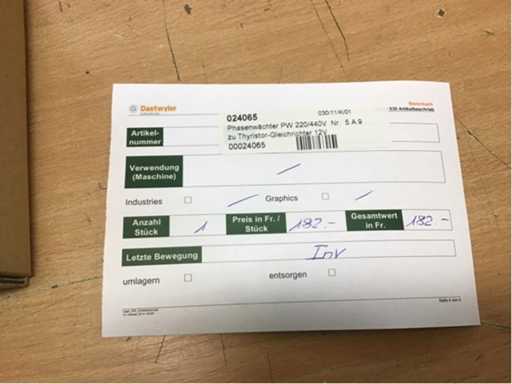 Daetwyler
024065 030/11/4/01
Phasenwächter PW 220/440V Nr. 5 A 9
zu Thyristor-Gleichrichter 12V
00024065
Artikel-
nummer
Verwendung
(Maschine)
Industries Graphics
Anzahl
Stück
1
Preis in Fr. /
Stück
182.-
Gesamtwert
in Fr.
182.-
Letzte Bewegung Inv
umlagern entsorgen